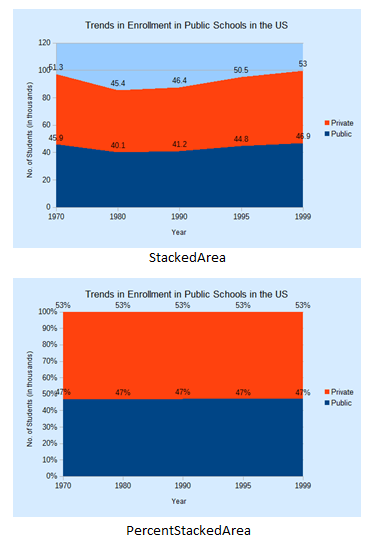 Trends in Enrollment in Public Schools in the US
120
100
80
60
40
20
0
No. of Students (in thousands)
51.3
45.4
46.4
50.5
53
45.9
40.1
41.2
44.8
46.9
Private
Public
1970 1980 1990 1995 1999
Year
StackedArea
Trends in Enrollment in Public Schools in the US
53% 53% 53% 53% 53%
100%
90%
80%
70%
60%
50%
40%
30%
20%
10%
0%
No. of Students (in thousands)
47% 47% 47% 47% 47%
Private
Public
1970 1980 1990 1995 1999
Year
PercentStackedArea